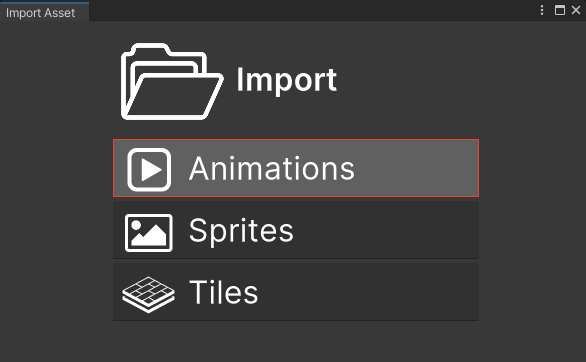 Import Asset
Import
Animations
Sprites
Tiles